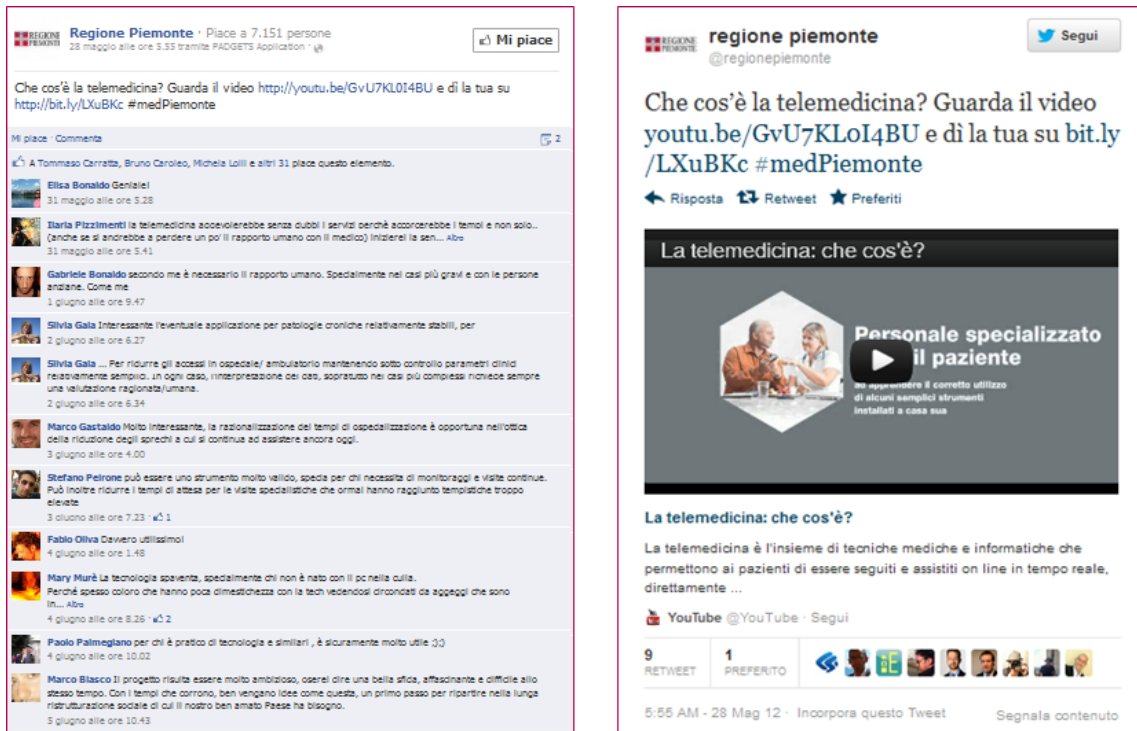 REGIONE
PIEMONTE
Regione Piemonte · Piace a 7.151 persone
28 maggio alle ore 5.55 tramite PADGETS Application ·
Mi piace
Che cos'è la telemedicina? Guarda il video http://youtu.be/GvU7KL0I4BU e dì la tua su
http://bit.ly/LXuBKc #medPiemonte
Mi piace · Commenta
2
A Tommaso Carratta, Bruno Caroleo, Michela Lolli e altri 31 piace questo elemento.
Elisa Bonaldo Geniale!
31 maggio alle ore 5.28
Ilaria Pizzimenti la telemedicina agevolerebbe senza dubbi i servizi perchè accorcerebbe i tempi e non solo..
(anche se si andrebbe a perdere un po' il rapporto umano con il medico) Inizierei la sen... Altro
31 maggio alle ore 5.41
Gabriele Bonaldo secondo me è necessario il rapporto umano. Specialmente nei casi più gravi e con le persone
anziane. Come me
1 giugno alle ore 9.47
Silvia Gaia Interessante l'eventuale applicazione per patologie croniche relativamente stabili, per
2 giugno alle ore 6.27
Silvia Gaia ... Per ridurre gli accessi in ospedale/ ambulatorio mantenendo sotto controllo parametri clinici
relativamente semplici. In ogni caso, l'interpretazione dei dati, sopratutto nei casi più complessi richiede sempre
una valutazione ragionata/umana.
2 giugno alle ore 6.34
Marco Gastaldo Molto interessante, la razionalizzazione dei tempi di ospedalizzazione è opportuna nell'ottica
della riduzione degli sprechi a cui si continua ad assistere ancora oggi.
3 giugno alle ore 4.00
Stefano Peirone può essere uno strumento molto valido, specia per chi necessita di monitoraggi e visite continue.
Può inoltre ridurre i tempi di attesa per le visite specialistiche che ormai hanno raggiunto tempistiche troppo
elevate
3 giugno alle ore 7.23 · 1
Fabio Oliva Davvero utilissimo!
4 giugno alle ore 1.48
Mary Murè La tecnologia spaventa, specialmente chi non è nato con il pc nella culla.
Perché spesso coloro che hanno poca dimestichezza con la tech vedendosi circondati da aggeggi che sono
in... Altro
4 giugno alle ore 8.26 · 2
Paolo Palmegiano per chi è pratico di tecnologia e similari , è sicuramente molto utile ;);)
4 giugno alle ore 10.02
Marco Biasco Il progetto risulta essere molto ambizioso, oserei dire una bella sfida, affascinante e difficile allo
stesso tempo. Con i tempi che corrono, ben vengano idee come questa, un primo passo per ripartire nella lunga
ristrutturazione sociale di cui il nostro ben amato Paese ha bisogno.
5 giugno alle ore 10.43
REGIONE
PIEMONTE
regione piemonte
@regionepiemonte
Segui
Che cos'è la telemedicina? Guarda il video
youtu.be/GvU7KL0I4BU e dì la tua su bit.ly
/LXuBKc #medPiemonte
Risposta Retweet Preferiti
La telemedicina: che cos'è?
Personale specializzato
il paziente
ad apprendere il corretto utilizzo
di alcuni semplici strumenti
installati a casa sua
La telemedicina: che cos'è?
La telemedicina è l'insieme di tecniche mediche e informatiche che
permettono ai pazienti di essere seguiti e assistiti on line in tempo reale,
direttamente ...
YouTube @YouTube · Segui
9 RETWEET
1 PREFERITO
5:55 AM - 28 Mag 12 · Incorpora questo Tweet
Segnala contenuto